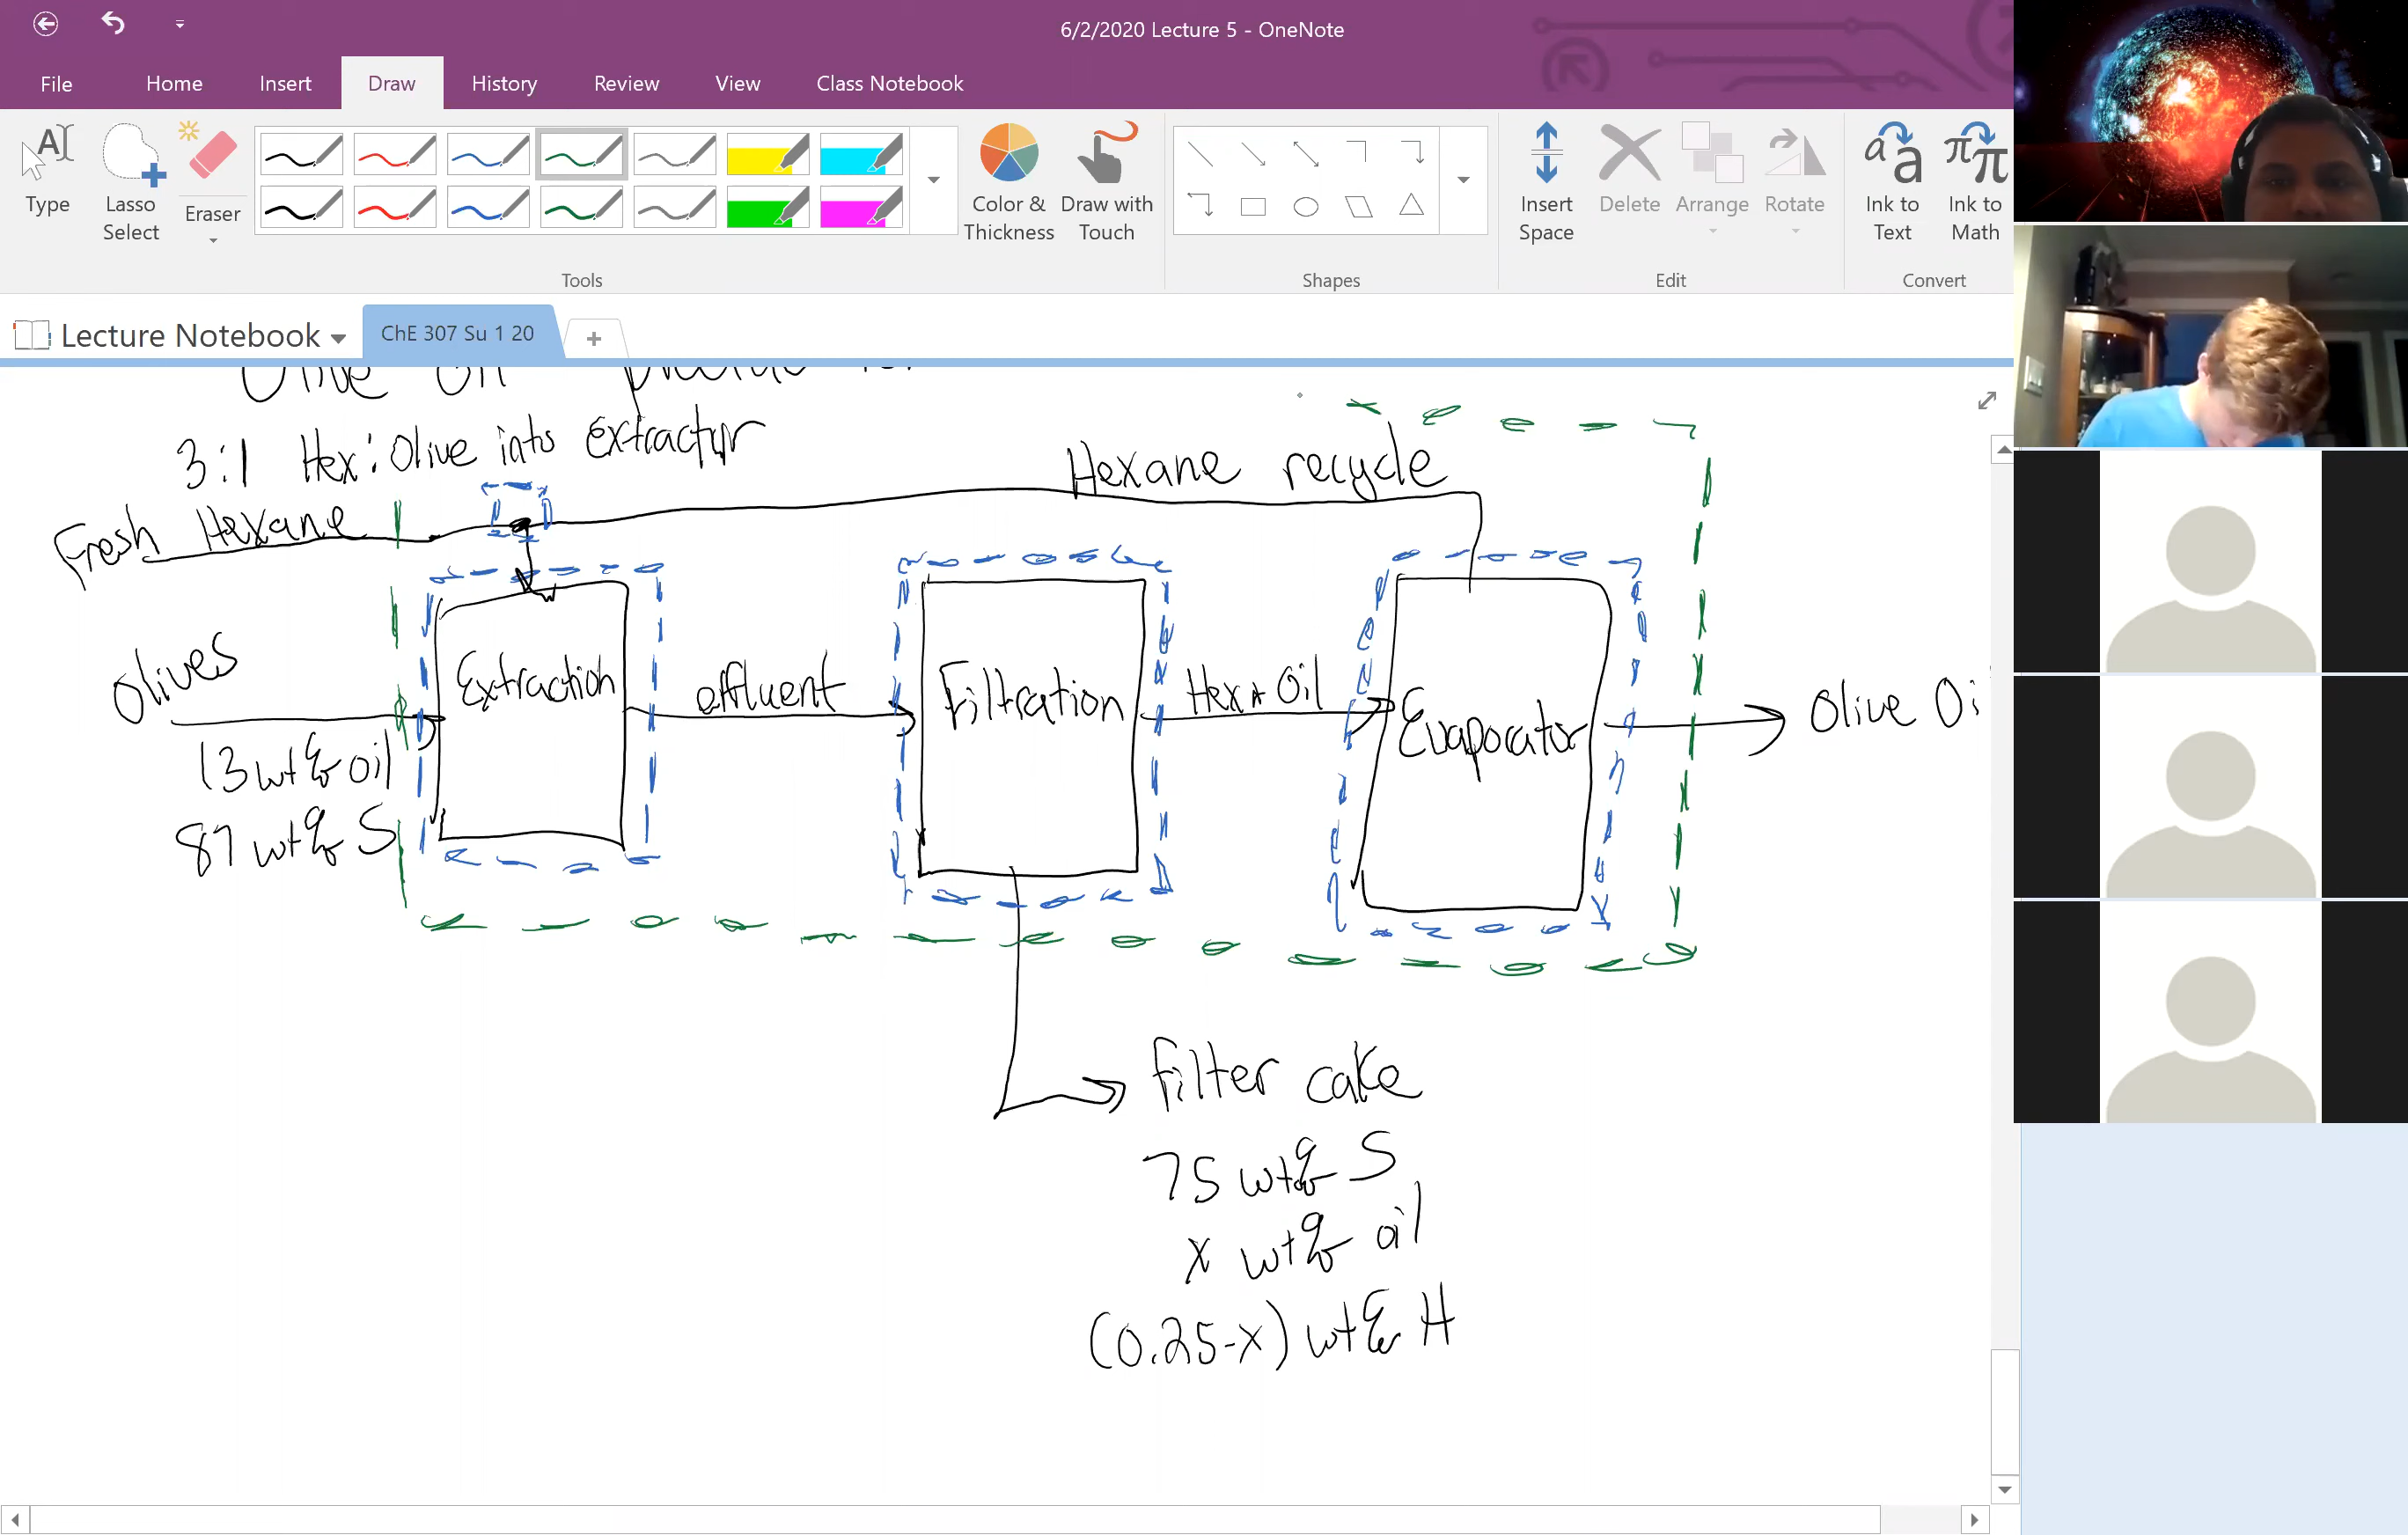 6/2/2020 Lecture 5 - OneNote
File Home Insert Draw History Review View Class Notebook
Type
Lasso Select
Eraser
Color & Thickness
Draw with Touch
Insert Space
Delete
Arrange
Rotate
Ink to Text
Ink to Math
Tools Shapes Edit Convert
Lecture Notebook ChE 307 Su 1 20
Olive Oil
3:1 Hex:Olive into Extractor
Hexane recycle
Fresh Hexane
Olives
13 wt% oil
87 wt% S
Extraction
effluent
Filtration
Hex + Oil
Evaporator
Olive Oi
Filter cake
75 wt% S
x wt% oil
(0.25-x) wt% H